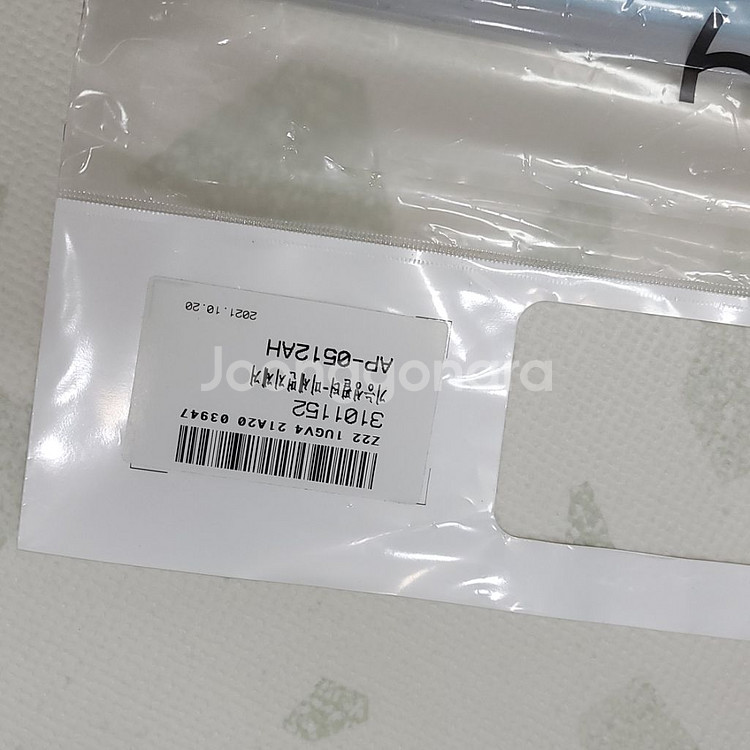 Z22 1UGV4 21A20 03947
3101152
AP-0512AH
2021.10.20
Joonggonara
h